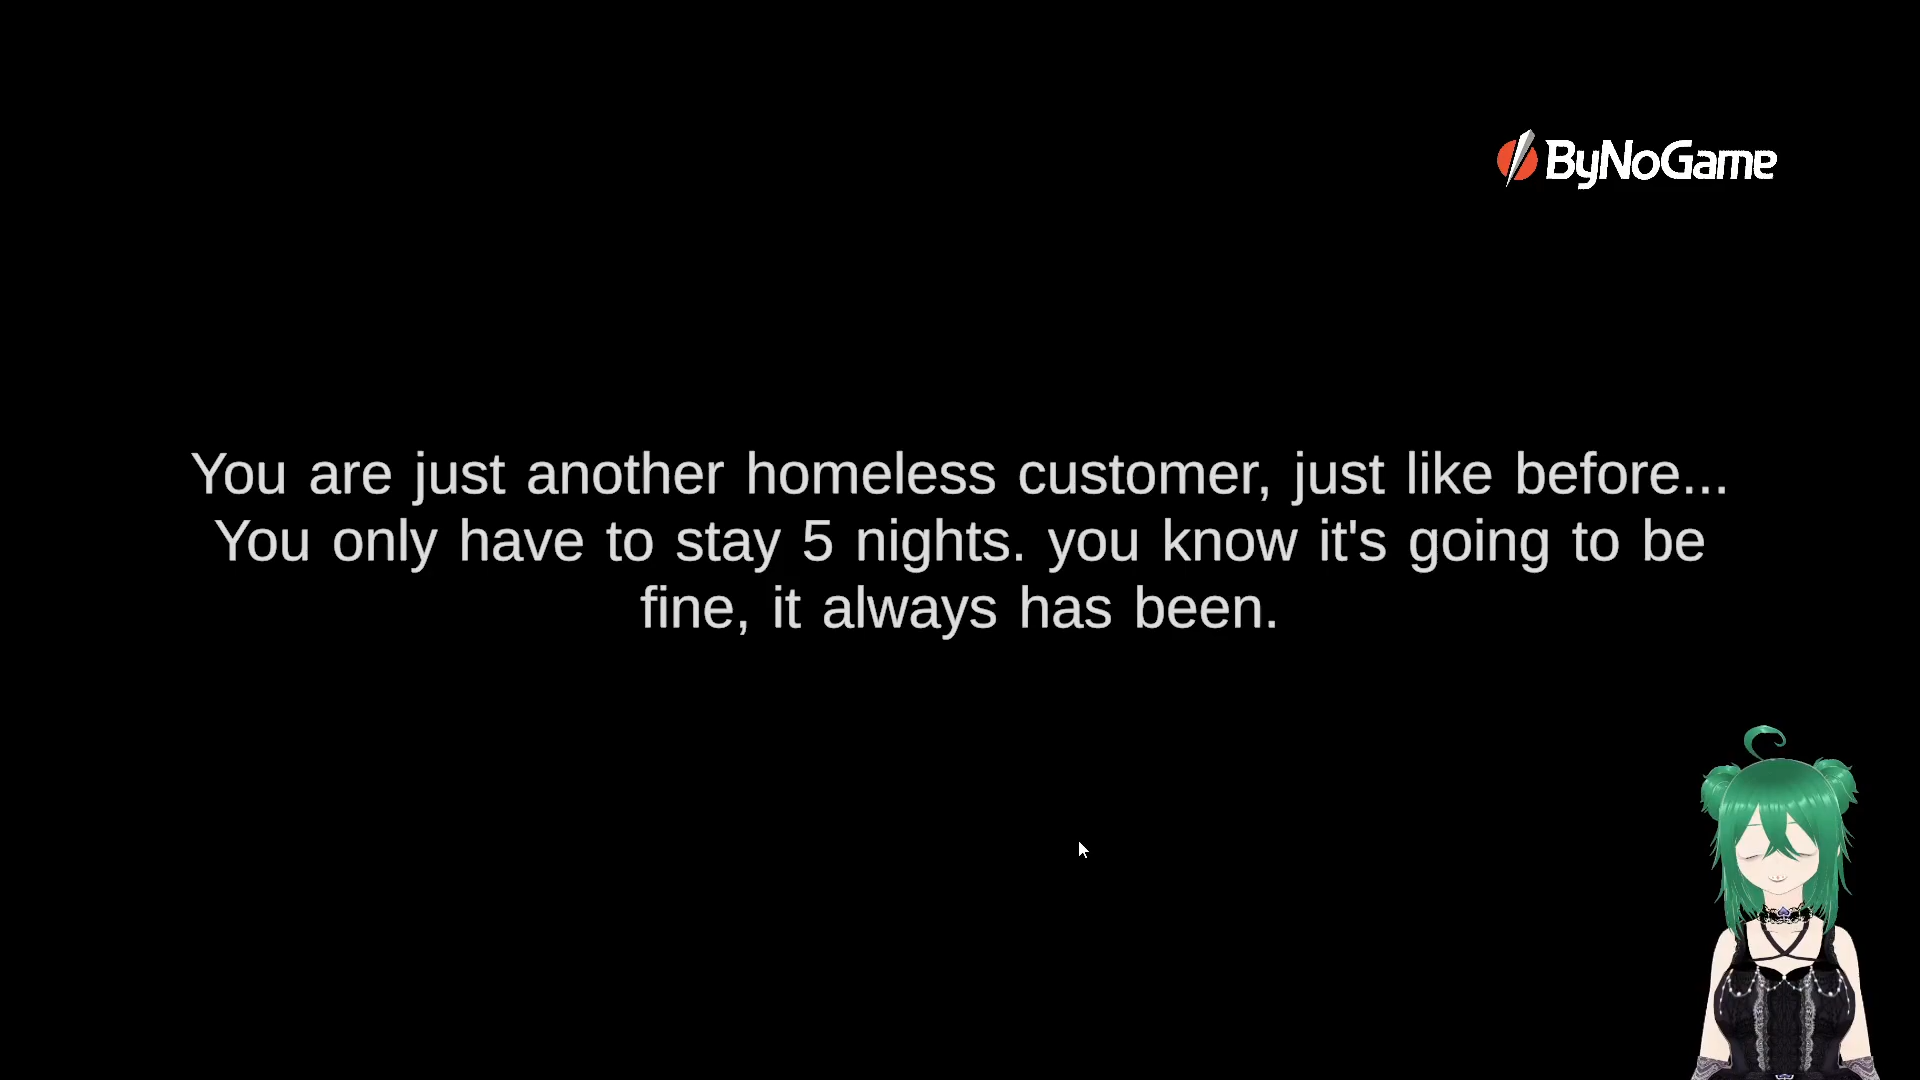 ByNoGame
You are just another homeless customer, just like before...
You only have to stay 5 nights. you know it's going to be
fine, it always has been.